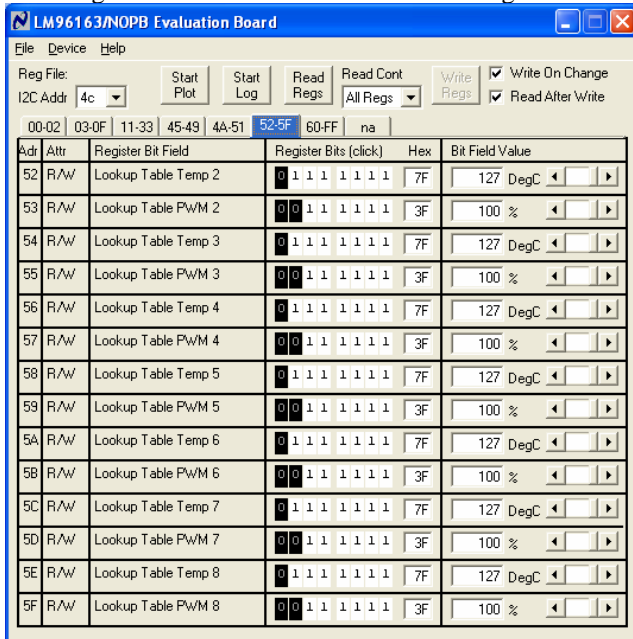 LM96163/NOPB Evaluation Board
File Device Help
Reg File: Start Plot Start Log Read Regs Read Cont Write Regs Write On Change
I2C Addr 4c All Regs Read After Write
00-02 03-0F 11-33 45-49 4A-51 52-5F 60-FF na
Adr Attr Register Bit Field Register Bits (click) Hex Bit Field Value
52 R/W Lookup Table Temp 2 0 1 1 1 1 1 1 1 7F 127 DegC
53 R/W Lookup Table PWM 2 0 0 1 1 1 1 1 1 3F 100 %
54 R/W Lookup Table Temp 3 0 1 1 1 1 1 1 1 7F 127 DegC
55 R/W Lookup Table PWM 3 0 0 1 1 1 1 1 1 3F 100 %
56 R/W Lookup Table Temp 4 0 1 1 1 1 1 1 1 7F 127 DegC
57 R/W Lookup Table PWM 4 0 0 1 1 1 1 1 1 3F 100 %
58 R/W Lookup Table Temp 5 0 1 1 1 1 1 1 1 7F 127 DegC
59 R/W Lookup Table PWM 5 0 0 1 1 1 1 1 1 3F 100 %
5A R/W Lookup Table Temp 6 0 1 1 1 1 1 1 1 7F 127 DegC
5B R/W Lookup Table PWM 6 0 0 1 1 1 1 1 1 3F 100 %
5C R/W Lookup Table Temp 7 0 1 1 1 1 1 1 1 7F 127 DegC
5D R/W Lookup Table PWM 7 0 0 1 1 1 1 1 1 3F 100 %
5E R/W Lookup Table Temp 8 0 1 1 1 1 1 1 1 7F 127 DegC
5F R/W Lookup Table PWM 8 0 0 1 1 1 1 1 1 3F 100 %